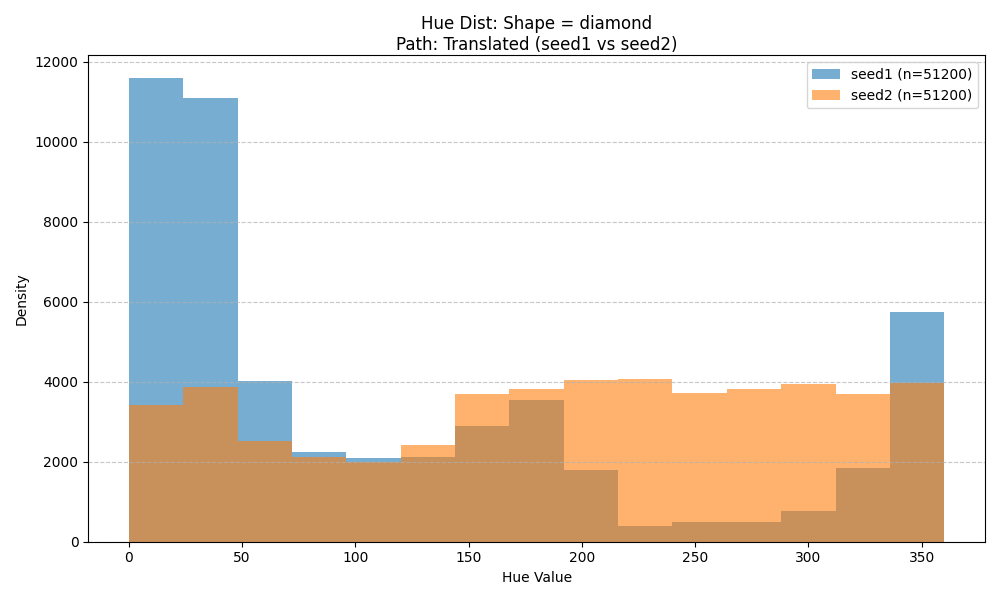 Hue Dist: Shape = diamond
Path: Translated (seed1 vs seed2)
seed1 (n=51200)
seed2 (n=51200)
Density
12000
10000
8000
6000
4000
2000
0
0 50 100 150 200 250 300 350
Hue Value